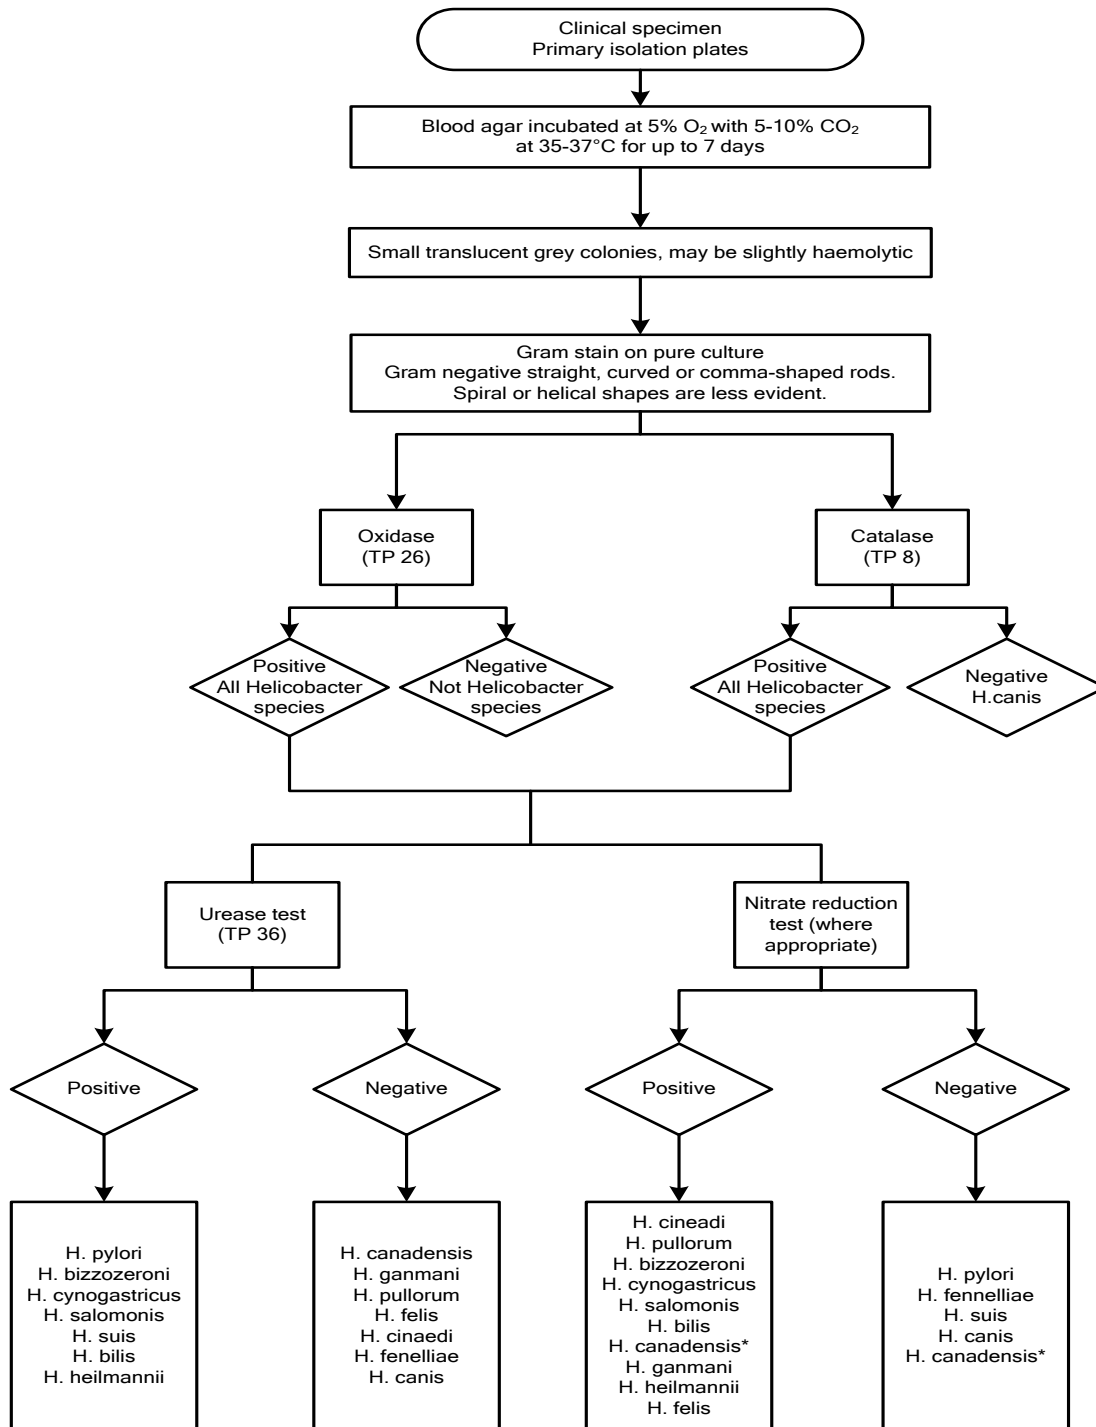 Clinical specimen
Primary isolation plates
Blood agar incubated at 5% O₂ with 5-10% CO₂
at 35-37°C for up to 7 days
Small translucent grey colonies, may be slightly haemolytic
Gram stain on pure culture
Gram negative straight, curved or comma-shaped rods.
Spiral or helical shapes are less evident.
Oxidase
(TP 26)
Catalase
(TP 8)
Positive
All Helicobacter
species
Negative
Not Helicobacter
species
Positive
All Helicobacter
species
Negative
H.canis
Urease test
(TP 36)
Nitrate reduction
test (where
appropriate)
Positive
Negative
Positive
Negative
H. pylori
H. bizzozeroni
H. cynogastricus
H. salomonis
H. suis
H. bilis
H. heilmannii
H. canadensis
H. ganmani
H. pullorum
H. felis
H. cinaedi
H. fenelliae
H. canis
H. cineadi
H. pullorum
H. bizzozeroni
H. cynogastricus
H. salomonis
H. bilis
H. canadensis*
H. ganmani
H. heilmannii
H. felis
H. pylori
H. fennelliae
H. suis
H. canis
H. canadensis*